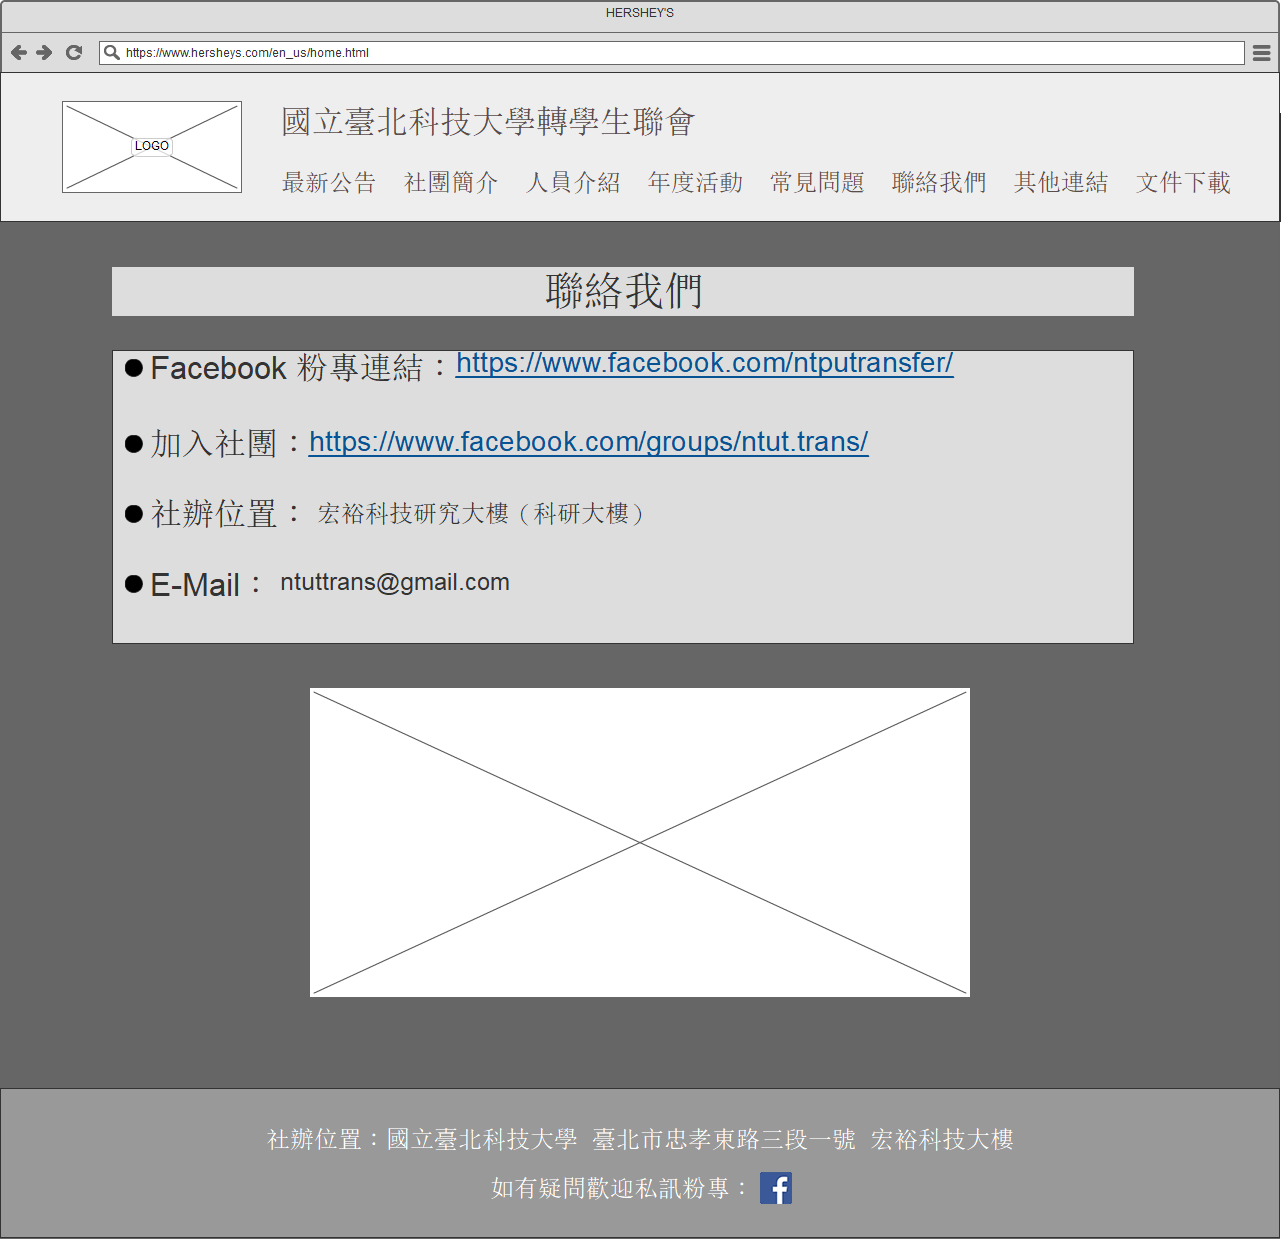 HERSHEY'S
https://www.hersheys.com/en_us/home.html
LOGO
國立臺北科技大學轉學生聯會
最新公告 社團簡介 人員介紹 年度活動 常見問題 聯絡我們 其他連結 文件下載
聯絡我們
Facebook 粉專連結：https://www.facebook.com/ntputransfer/
加入社團：https://www.facebook.com/groups/ntut.trans/
社辦位置： 宏裕科技研究大樓（科研大樓）
E-Mail： ntuttrans@gmail.com
社辦位置：國立臺北科技大學 臺北市忠孝東路三段一號 宏裕科技大樓
如有疑問歡迎私訊粉專：